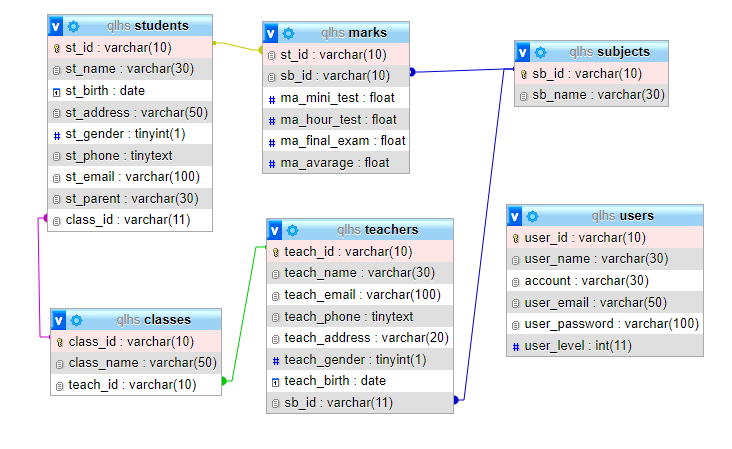 v qlhs students
st_id : varchar(10)
st_name : varchar(30)
st_birth : date
st_address : varchar(50)
# st_gender : tinyint(1)
st_phone : tinytext
st_email : varchar(100)
st_parent : varchar(30)
class_id : varchar(11)
v qlhs marks
st_id : varchar(10)
sb_id : varchar(10)
# ma_mini_test : float
# ma_hour_test : float
# ma_final_exam : float
# ma_avarage : float
v qlhs subjects
sb_id : varchar(10)
sb_name : varchar(30)
v qlhs classes
class_id : varchar(10)
class_name : varchar(50)
teach_id : varchar(10)
v qlhs teachers
teach_id : varchar(10)
teach_name : varchar(30)
teach_email : varchar(100)
teach_phone : tinytext
teach_address : varchar(20)
# teach_gender : tinyint(1)
teach_birth : date
sb_id : varchar(11)
v qlhs users
user_id : varchar(10)
user_name : varchar(30)
account : varchar(30)
user_email : varchar(50)
user_password : varchar(100)
# user_level : int(11)